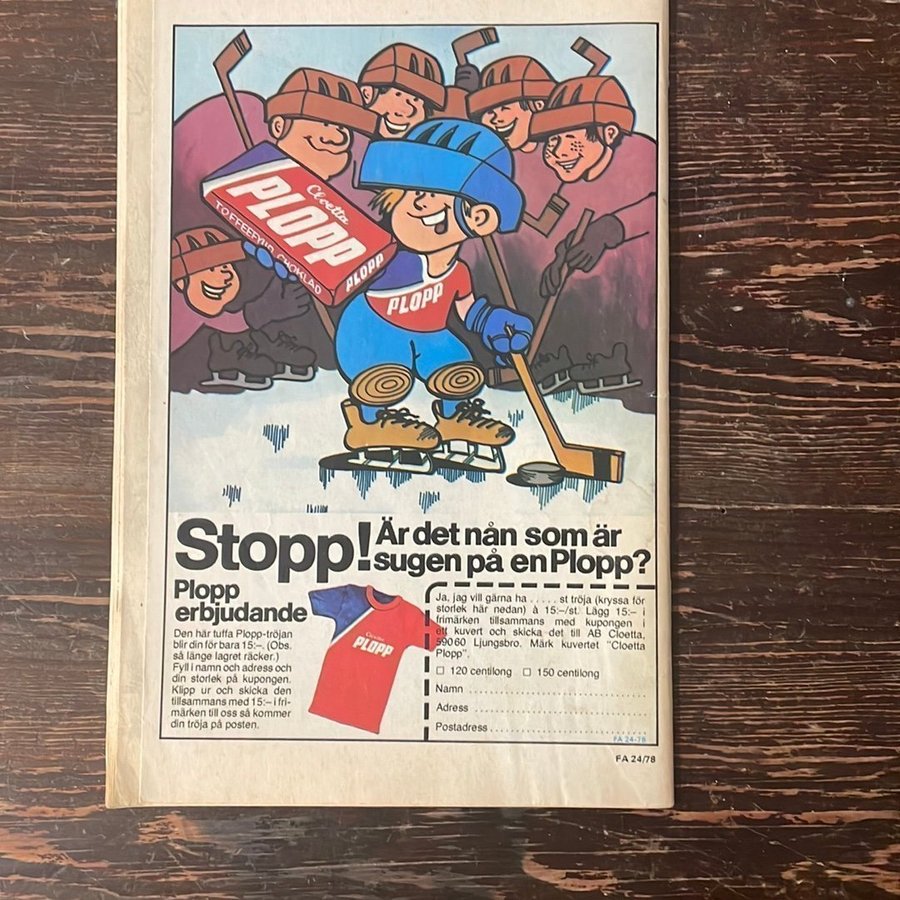 Cloetta
PLOPP
TOFFEEFYLLD CHOKLAD
PLOPP
PLOPP
Stopp! Är det nån som är
sugen på en Plopp?
Plopp
erbjudande
Den här tuffa Plopp-tröjan
blir din för bara 15:–. (Obs.
så länge lagret räcker.)
Fyll i namn och adress och
din storlek på kupongen.
Klipp ur och skicka den
tillsammans med 15:– i fri-
märken till oss så kommer
din tröja på posten.
Cloetta
PLOPP
Ja, jag vill gärna ha ..... st tröja (kryssa för
storlek här nedan) à 15:–/st. Lägg 15:– i
frimärken tillsammans med kupongen i
ett kuvert och skicka det till AB Cloetta,
59060 Ljungsbro. Märk kuvertet "Cloetta
Plopp".
□ 120 centilong □ 150 centilong
Namn
Adress
Postadress
FA 24-78
FA 24/78